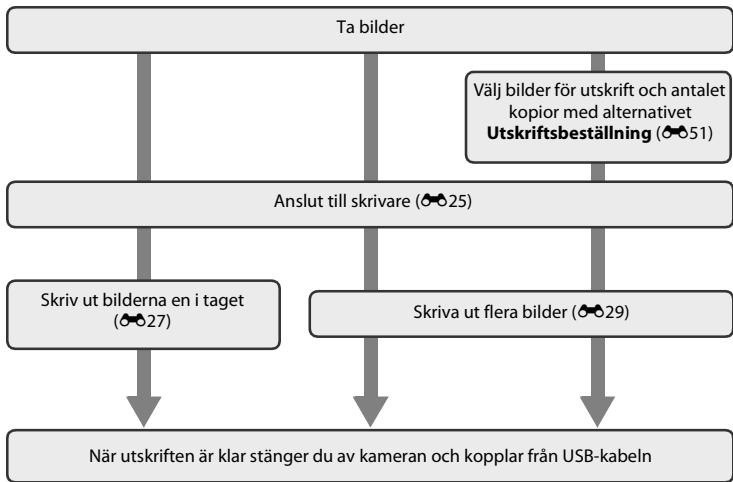 Ta bilder
Välj bilder för utskrift och antalet
kopior med alternativet
Utskriftsbeställning (51)
Anslut till skrivare (25)
Skriv ut bilderna en i taget
(27)
Skriva ut flera bilder (29)
När utskriften är klar stänger du av kameran och kopplar från USB-kabeln